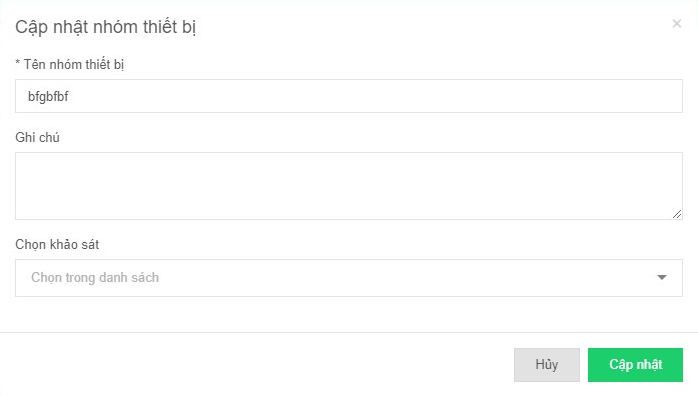 Cập nhật nhóm thiết bị
×
* Tên nhóm thiết bị
bfgbfbf
Ghi chú
Chọn khảo sát
Chọn trong danh sách
Hủy
Cập nhật